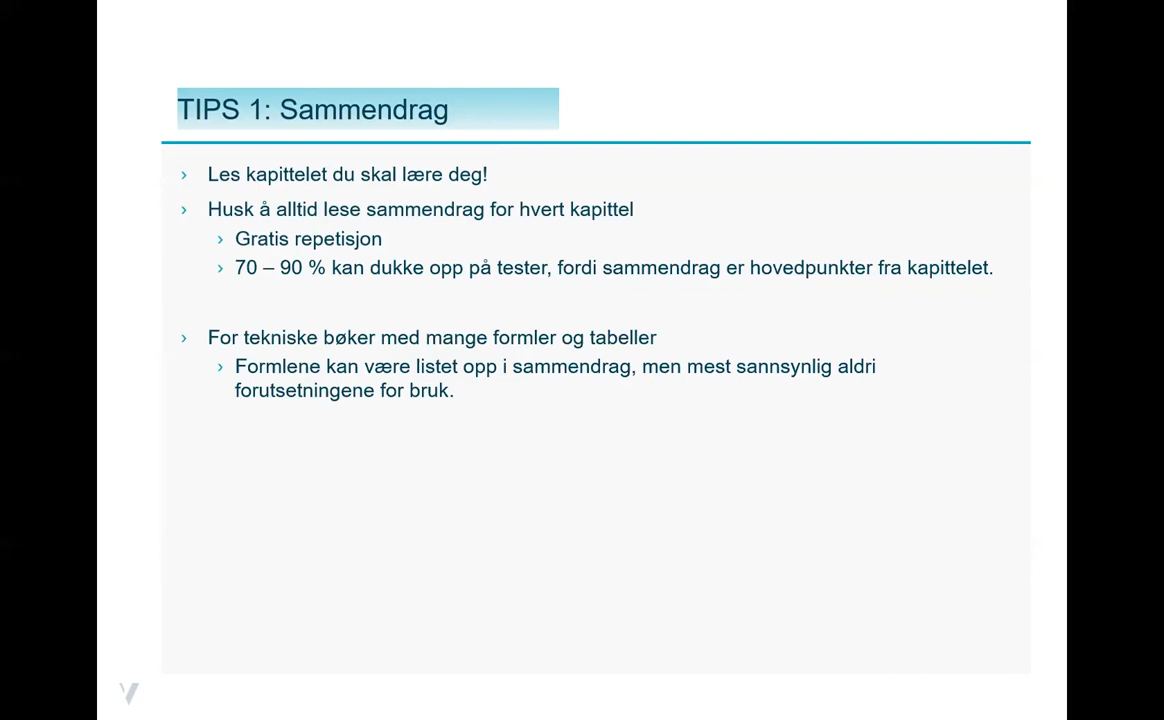 TIPS 1: Sammendrag
› Les kapittelet du skal lære deg!
› Husk å alltid lese sammendrag for hvert kapittel
› Gratis repetisjon
› 70 – 90 % kan dukke opp på tester, fordi sammendrag er hovedpunkter fra kapittelet.
› For tekniske bøker med mange formler og tabeller
› Formlene kan være listet opp i sammendrag, men mest sannsynlig aldri
forutsetningene for bruk.